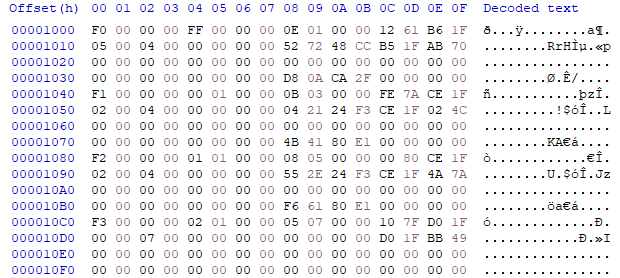 Offset(h) 00 01 02 03 04 05 06 07 08 09 0A 0B 0C 0D 0E 0F Decoded text
00001000 F0 00 00 00 FF 00 00 00 0E 01 00 00 12 61 B6 1F ð...ÿ........a¶.
00001010 05 00 04 00 00 00 00 00 52 72 48 CC B5 1F AB 70 ........RrHÌµ.«p
00001020 00 00 00 00 00 00 00 00 00 00 00 00 00 00 00 00 ................
00001030 00 00 00 00 00 00 00 00 D8 0A CA 2F 00 00 00 00 ........Ø.Ê/....
00001040 F1 00 00 00 00 01 00 00 0B 03 00 00 FE 7A CE 1F ñ...........þzÎ.
00001050 02 00 04 00 00 00 00 00 04 21 24 F3 CE 1F 02 4C .........!$óÎ..L
00001060 00 00 00 00 00 00 00 00 00 00 00 00 00 00 00 00 ................
00001070 00 00 00 00 00 00 00 00 4B 41 80 E1 00 00 00 00 ........KA€á....
00001080 F2 00 00 00 01 01 00 00 08 05 00 00 00 80 CE 1F ò............€Î.
00001090 02 00 04 00 00 00 00 00 55 2E 24 F3 CE 1F 4A 7A ........U.$óÎ.Jz
000010A0 00 00 00 00 00 00 00 00 00 00 00 00 00 00 00 00 ................
000010B0 00 00 00 00 00 00 00 00 F6 61 80 E1 00 00 00 00 ........öa€á....
000010C0 F3 00 00 00 02 01 00 00 05 07 00 00 10 7F D0 1F ó.............Ð.
000010D0 00 00 07 00 00 00 00 00 00 00 00 00 D0 1F BB 49 ............Ð.»I
000010E0 00 00 00 00 00 00 00 00 00 00 00 00 00 00 00 00 ................
000010F0 00 00 00 00 00 00 00 00 00 00 00 00 00 00 00 00 ................